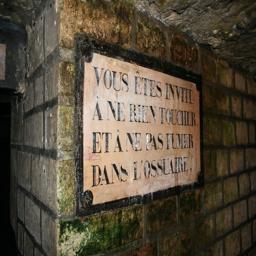 VOUS ÊTES INVITÉ
À NE RIEN TOUCHER
ET À NE PAS FUMER
DANS L'OSSUAIRE.